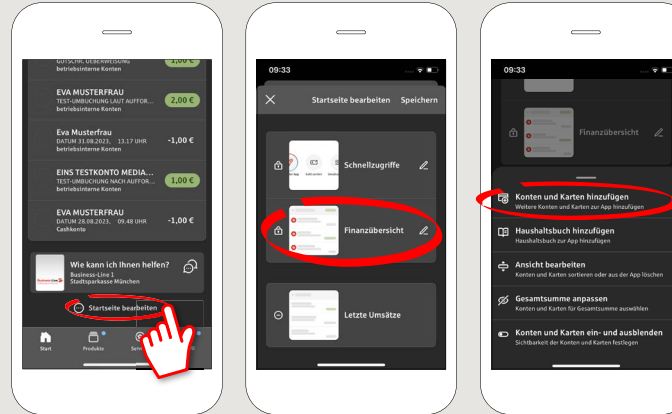 GUTSCHR. UEBERWEISUNG
1,00 €
betriebsinterne Konten
EVA MUSTERFRAU
TEST-UMBUCHUNG LAUT AUFFOR...
2,00 €
betriebsinterne Konten
Eva Musterfrau
DATUM 31.08.2023, 13.17 UHR
-1,00 €
betriebsinterne Konten
EINS TESTKONTO MEDIA...
TEST-UMBUCHUNG NACH AUFFOR...
1,00 €
betriebsinterne Konten
EVA MUSTERFRAU
DATUM 28.08.2023, 09.48 UHR
-1,00 €
Cashkonto
Wie kann ich Ihnen helfen?
Business-Line 1
Stadtsparkasse München
Startseite bearbeiten
Start
Produkte
09:33
Startseite bearbeiten
Speichern
Schnellzugriffe
Finanzübersicht
Letzte Umsätze
09:33
Finanzübersicht
Konten und Karten hinzufügen
Weitere Konten und Karten zur App hinzufügen
Haushaltsbuch hinzufügen
Haushaltsbuch zur App hinzufügen
Ansicht bearbeiten
Konten und Karten sortieren oder aus der App löschen
Gesamtsumme anpassen
Konten und Karten für Gesamtsumme auswählen
Konten und Karten ein- und ausblenden
Sichtbarkeit der Konten und Karten festlegen